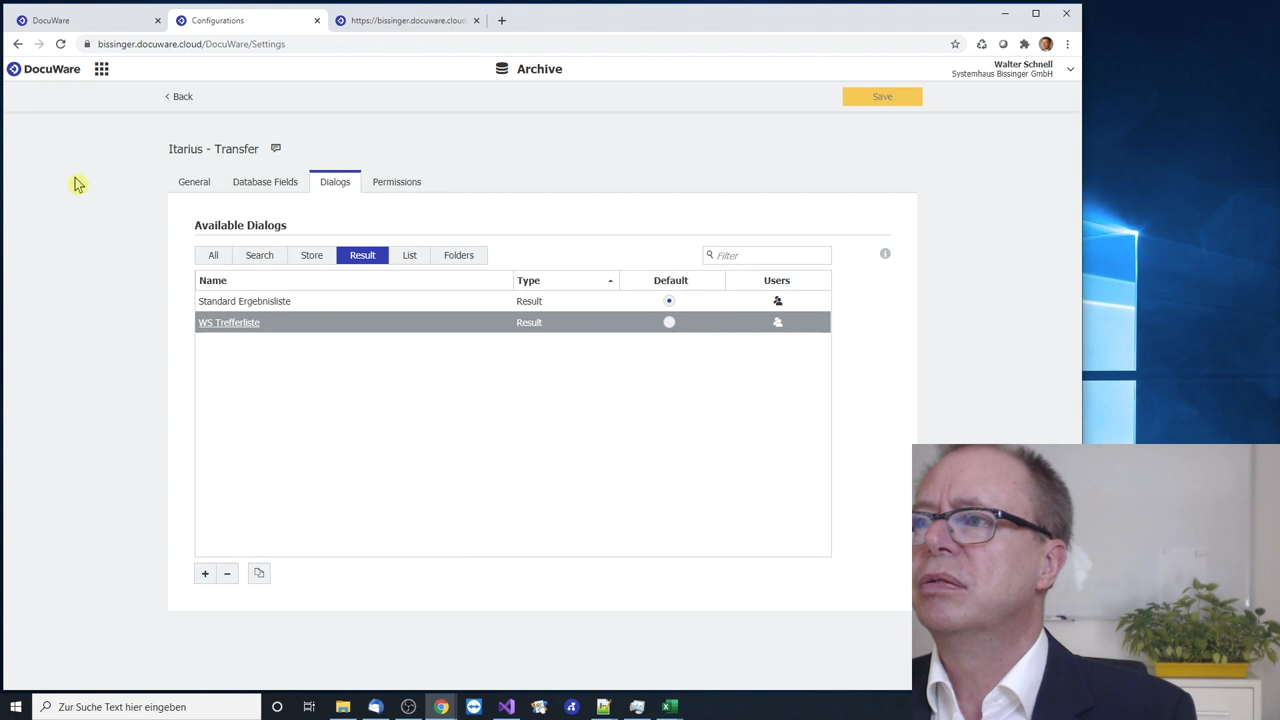 DocuWare
Configurations
https://bissinger.docuware.cloud
bissinger.docuware.cloud/DocuWare/Settings
DocuWare
Archive
Walter Schnell
Systemhaus Bissinger GmbH
Back
Save
Itarius - Transfer
General Database Fields Dialogs Permissions
Available Dialogs
All Search Store Result List Folders Filter
Name Type Default Users
Standard Ergebnisliste Result
WS Trefferliste Result
Zur Suche Text hier eingeben